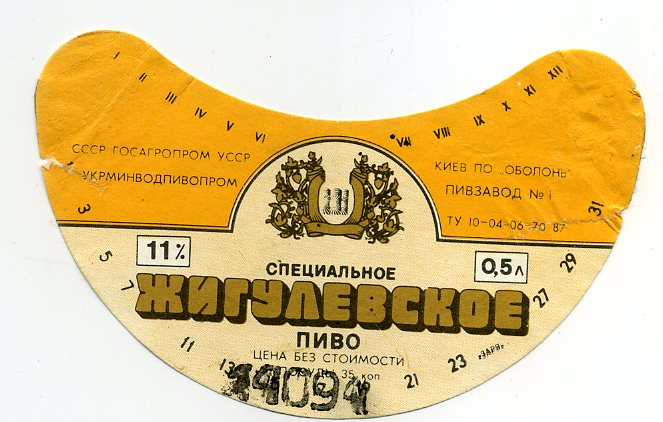 I II III IV V VI VII VIII IX X XI XII
СССР ГОСАГРОПРОМ УССР
УКРМИНВОДПИВОПРОМ
КИЕВ ПО „ОБОЛОНЬ"
ПИВЗАВОД № 1
ТУ 10-04-06-70-87
11%
0,5 л
СПЕЦИАЛЬНОЕ
ЖИГУЛЕВСКОЕ
ПИВО
ЦЕНА БЕЗ СТОИМОСТИ
ПОСУДЫ 35 коп.
3 5 7 11 13 21 23 27 29 31
«ЗАРЯ»